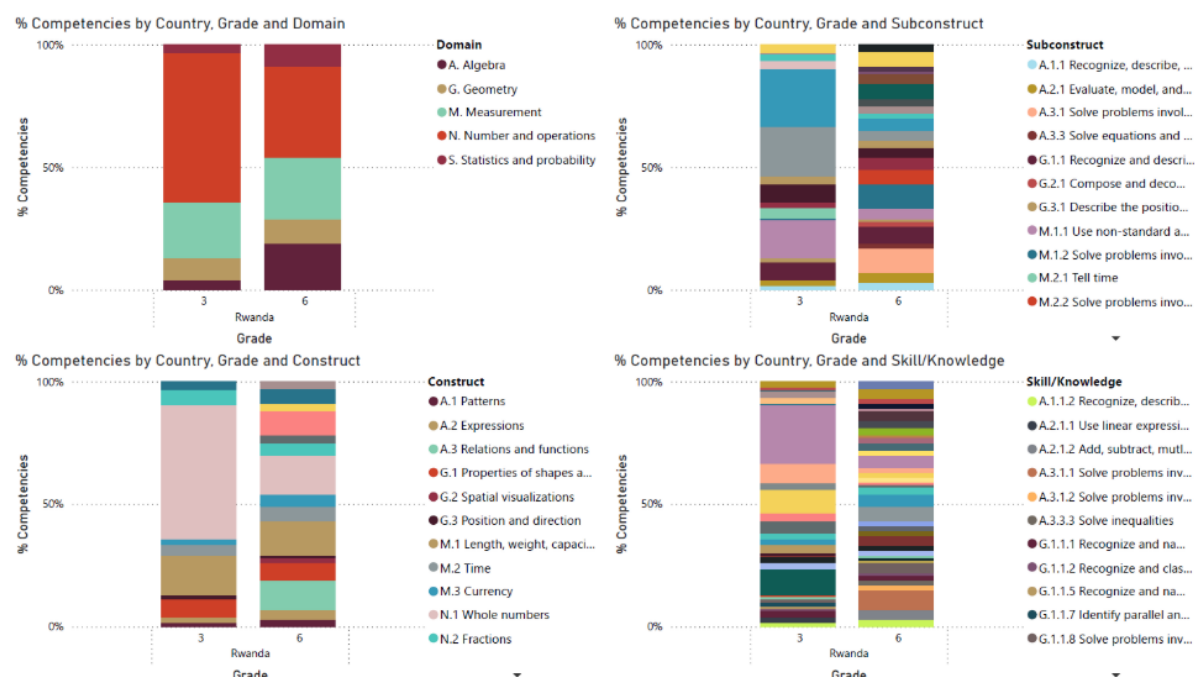 % Competencies by Country, Grade and Domain
100%
50%
0%
% Competencies
3
6
Rwanda
Grade
Domain
A. Algebra
G. Geometry
M. Measurement
N. Number and operations
S. Statistics and probability
% Competencies by Country, Grade and Subconstruct
100%
50%
0%
% Competencies
3
6
Rwanda
Grade
Subconstruct
A.1.1 Recognize, describe, ...
A.2.1 Evaluate, model, and...
A.3.1 Solve problems invol...
A.3.3 Solve equations and ...
G.1.1 Recognize and descri...
G.2.1 Compose and deco...
G.3.1 Describe the positio...
M.1.1 Use non-standard a...
M.1.2 Solve problems invo...
M.2.1 Tell time
M.2.2 Solve problems invo...
% Competencies by Country, Grade and Construct
100%
50%
0%
% Competencies
3
6
Rwanda
Grade
Construct
A.1 Patterns
A.2 Expressions
A.3 Relations and functions
G.1 Properties of shapes a...
G.2 Spatial visualizations
G.3 Position and direction
M.1 Length, weight, capaci...
M.2 Time
M.3 Currency
N.1 Whole numbers
N.2 Fractions
% Competencies by Country, Grade and Skill/Knowledge
100%
50%
0%
% Competencies
3
6
Rwanda
Grade
Skill/Knowledge
A.1.1.2 Recognize, describ...
A.2.1.1 Use linear expressi...
A.2.1.2 Add, subtract, mutl...
A.3.1.1 Solve problems inv...
A.3.1.2 Solve problems inv...
A.3.3.3 Solve inequalities
G.1.1.1 Recognize and na...
G.1.1.2 Recognize and clas...
G.1.1.5 Recognize and na...
G.1.1.7 Identify parallel an...
G.1.1.8 Solve problems inv...